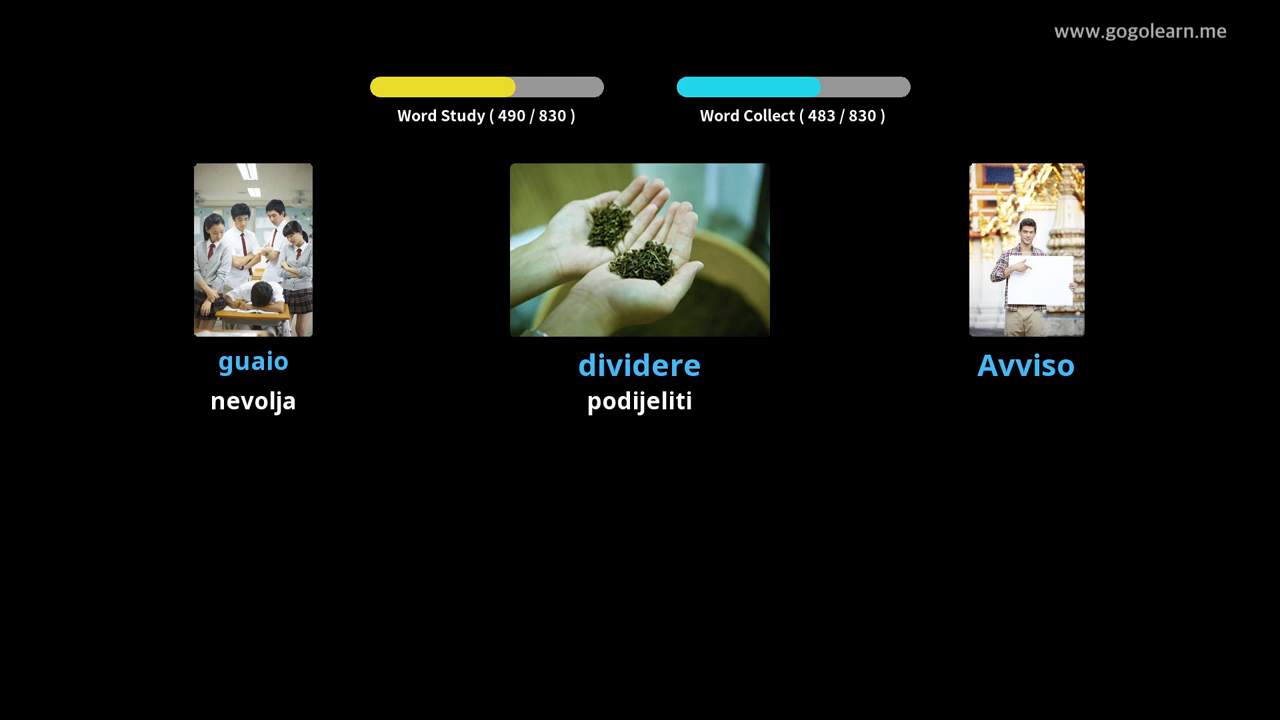 www.gogolearn.me
Word Study ( 490 / 830 )
Word Collect ( 483 / 830 )
guaio
dividere
Avviso
nevolja
podijeliti